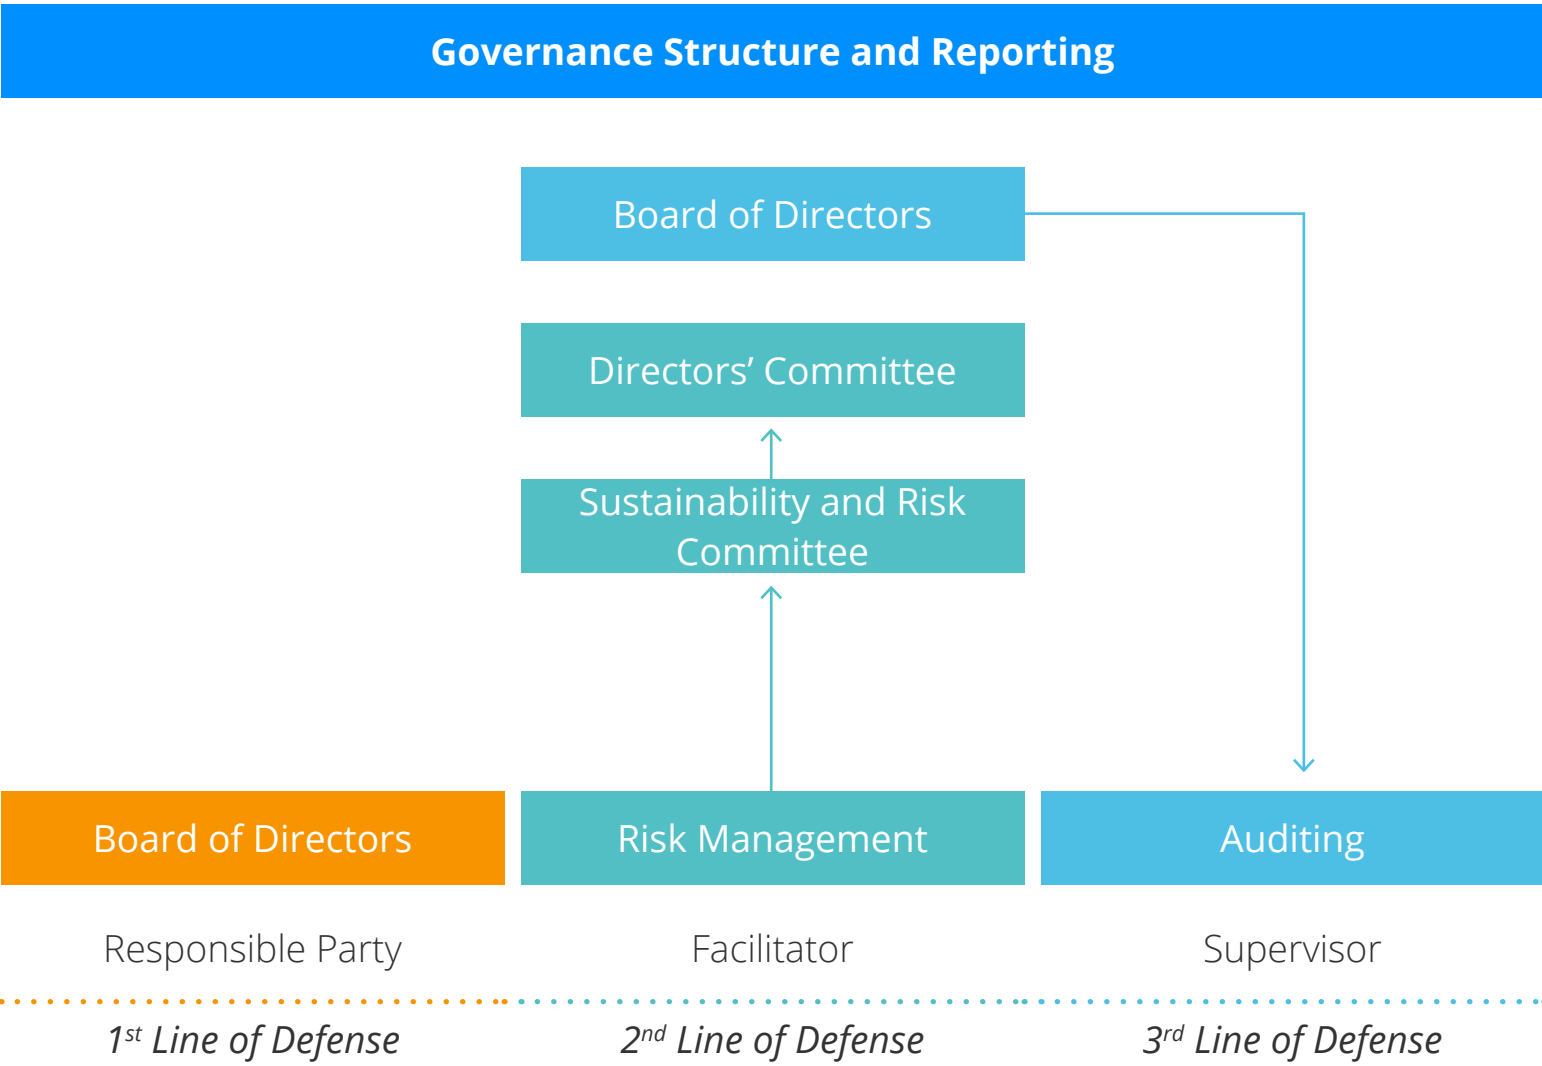 Governance Structure and Reporting
Board of Directors
Directors’ Committee
Sustainability and Risk
Committee
Board of Directors
Risk Management
Auditing
Responsible Party
Facilitator
Supervisor
1st Line of Defense
2nd Line of Defense
3rd Line of Defense